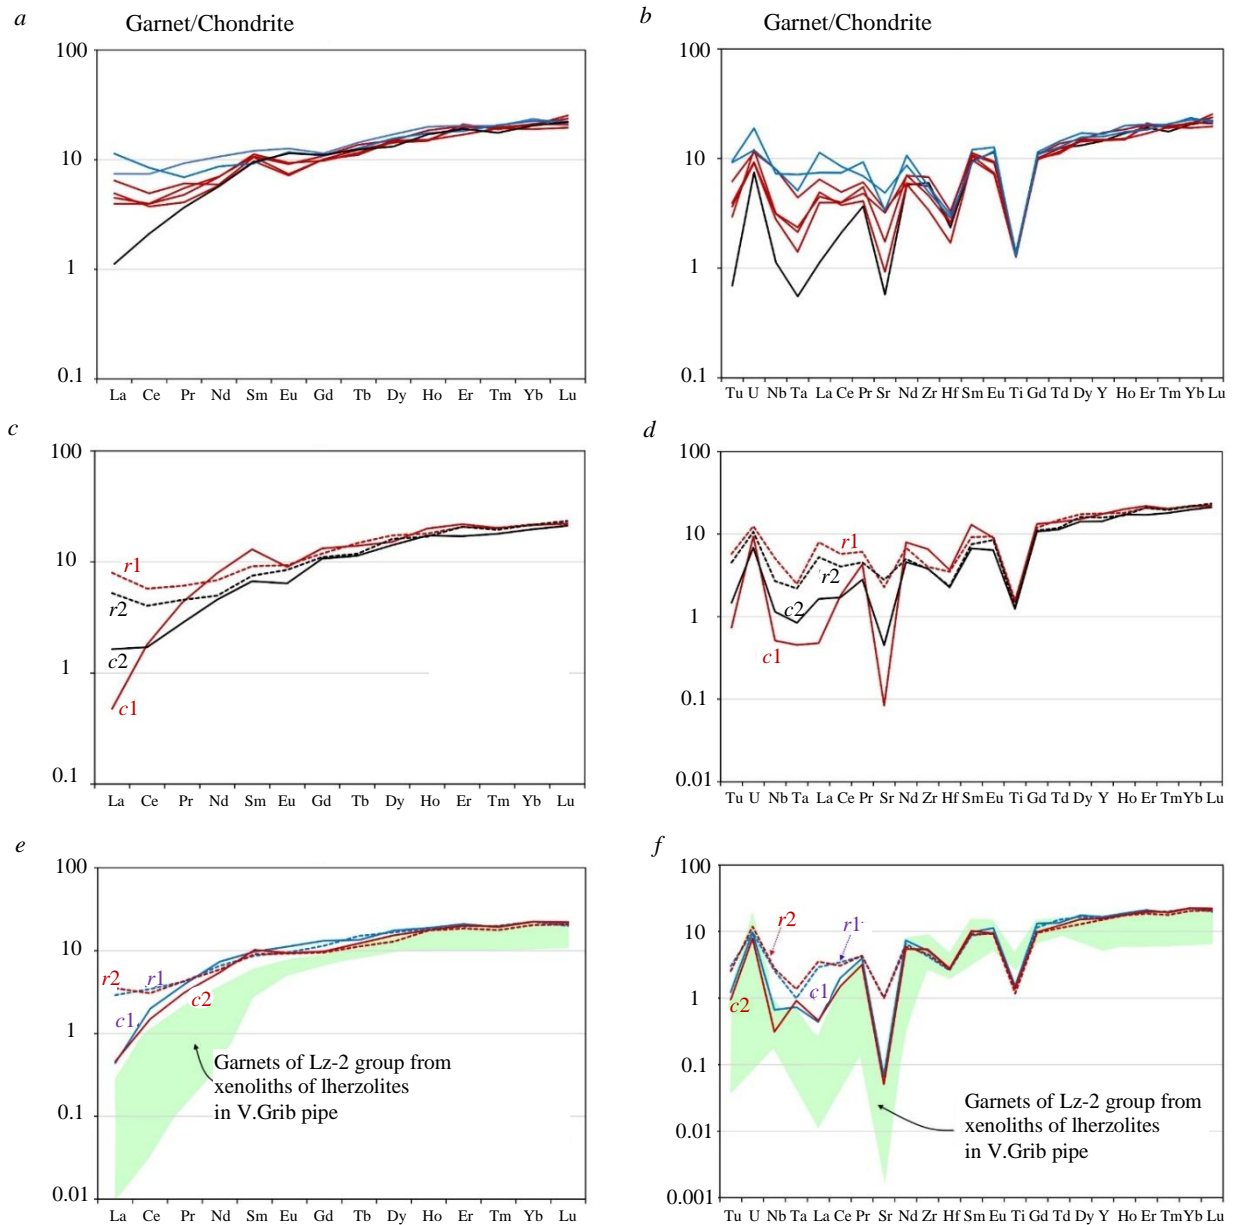 a
Garnet/Chondrite
100
10
1
0.1
La Ce Pr Nd Sm Eu Gd Tb Dy Ho Er Tm Yb Lu
b
Garnet/Chondrite
100
10
1
0.1
Tu U Nb Ta La Ce Pr Sr Nd Zr Hf Sm Eu Ti Gd Td Dy Y Ho Er Tm Yb Lu
c
100
10
1
0.1
r1
r2
c2
c1
La Ce Pr Nd Sm Eu Gd Tb Dy Ho Er Tm Yb Lu
d
100
10
1
0.1
0.01
r1
r2
c2
c1
Tu U Nb Ta La Ce Pr Sr Nd Zr Hf Sm Eu Ti Gd Td Dy Y Ho Er Tm Yb Lu
e
100
10
1
0.1
0.01
r2
r1
c1
c2
Garnets of Lz-2 group from
xenoliths of lherzolites
in V.Grib pipe
La Ce Pr Nd Sm Eu Gd Tb Dy Ho Er Tm Yb Lu
f
100
10
1
0.1
0.01
0.001
r2
r1
c1
c2
Garnets of Lz-2 group from
xenoliths of lherzolites
in V.Grib pipe
Tu U Nb Ta La Ce Pr Sr Nd Zr Hf Sm Eu Ti Gd Td Dy Y Ho Er Tm Yb Lu